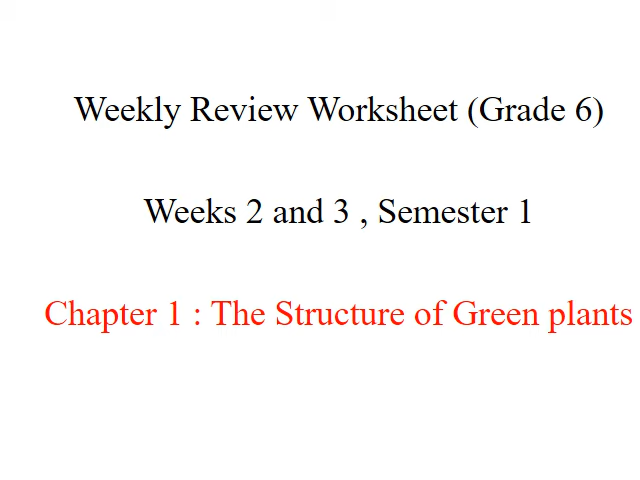 Weekly Review Worksheet (Grade 6)
Weeks 2 and 3 , Semester 1
Chapter 1 : The Structure of Green plants